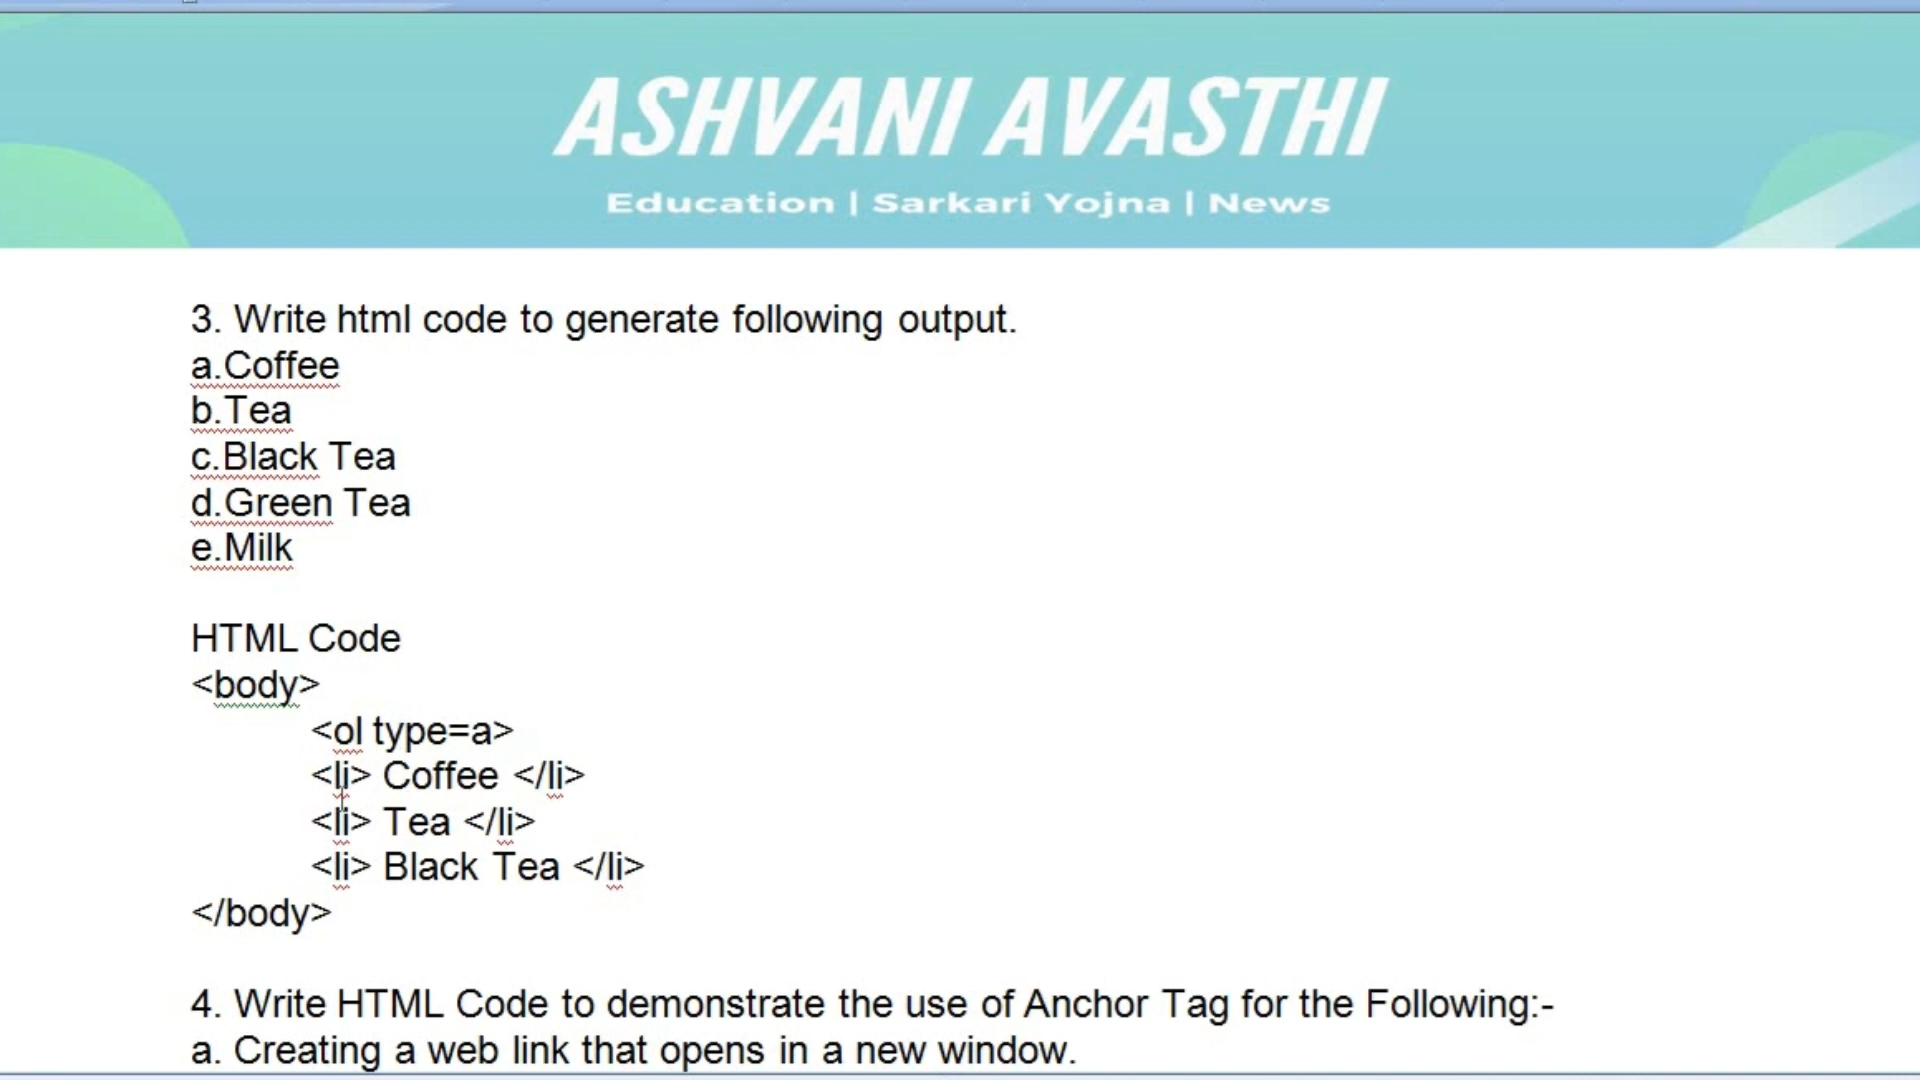 ASHVANI AVASTHI
Education | Sarkari Yojna | News
3. Write html code to generate following output.
a.Coffee
b.Tea
c.Black Tea
d.Green Tea
e.Milk
HTML Code
<body>
<ol type=a>
<li> Coffee </li>
<li> Tea </li>
<li> Black Tea </li>
</body>
4. Write HTML Code to demonstrate the use of Anchor Tag for the Following:-
a. Creating a web link that opens in a new window.